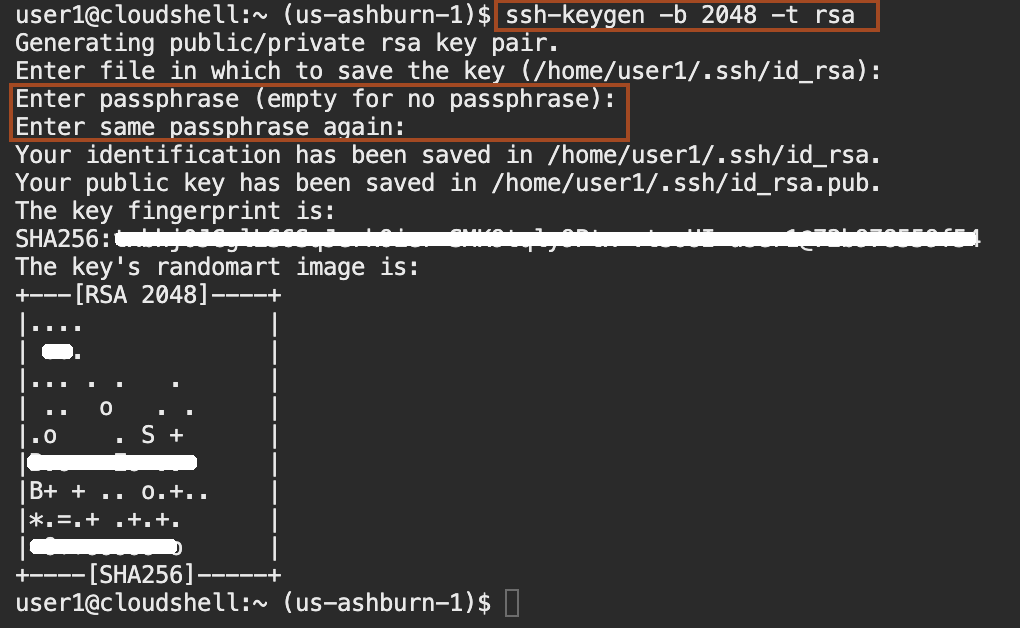 user1@cloudshell:~ (us-ashburn-1)$ ssh-keygen -b 2048 -t rsa
Generating public/private rsa key pair.
Enter file in which to save the key (/home/user1/.ssh/id_rsa):
Enter passphrase (empty for no passphrase):
Enter same passphrase again:
Your identification has been saved in /home/user1/.ssh/id_rsa.
Your public key has been saved in /home/user1/.ssh/id_rsa.pub.
The key fingerprint is:
SHA256:
The key's randomart image is:
+---[RSA 2048]----+
|....             |
|   .             |
|... . .   .      |
| ..  o   . .     |
|.o    . S +      |
|                 |
|B+ + .. o.+..    |
|*.=.+ .+.+.      |
|                 |
+----[SHA256]-----+
user1@cloudshell:~ (us-ashburn-1)$